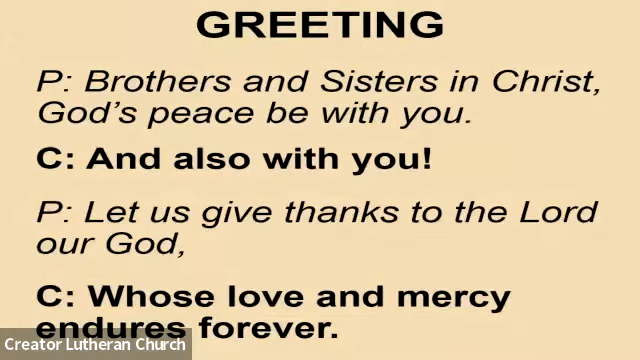 GREETING
P: Brothers and Sisters in Christ,
God’s peace be with you.
C: And also with you!
P: Let us give thanks to the Lord
our God,
C: Whose love and mercy
endures forever.
Creator Lutheran Church